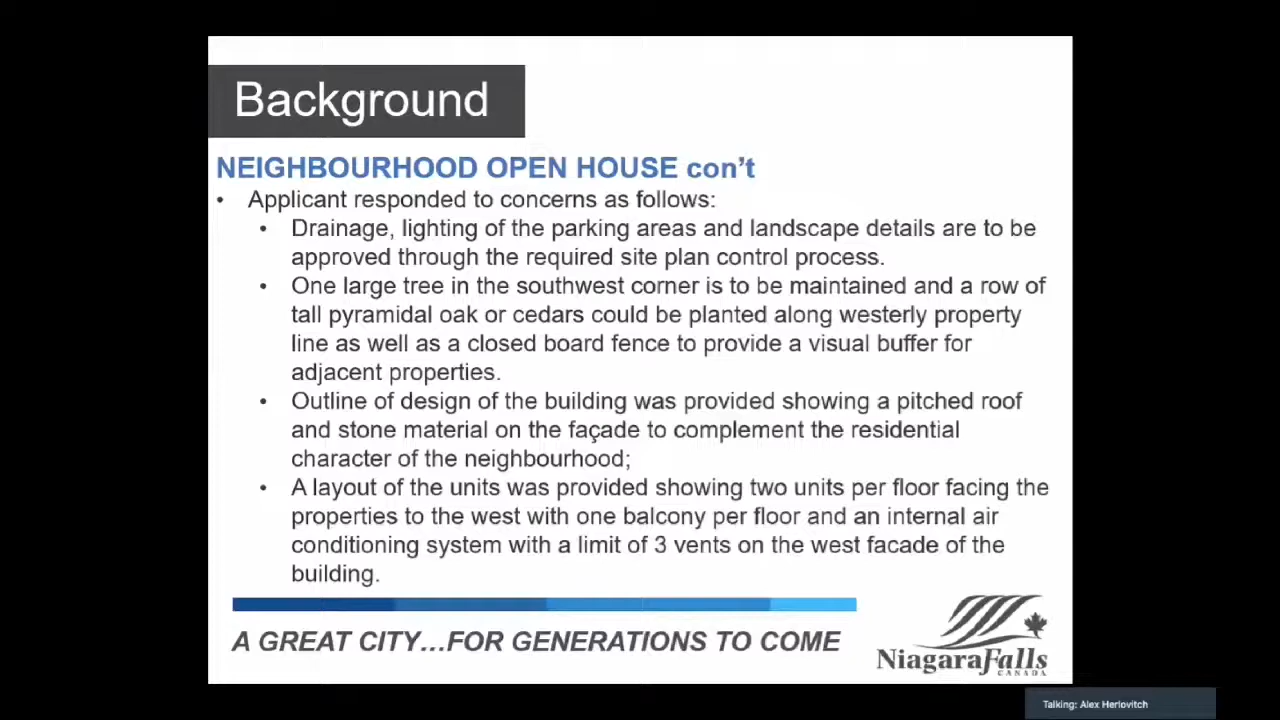 Background
NEIGHBOURHOOD OPEN HOUSE con't
• Applicant responded to concerns as follows:
• Drainage, lighting of the parking areas and landscape details are to be
approved through the required site plan control process.
• One large tree in the southwest corner is to be maintained and a row of
tall pyramidal oak or cedars could be planted along westerly property
line as well as a closed board fence to provide a visual buffer for
adjacent properties.
• Outline of design of the building was provided showing a pitched roof
and stone material on the façade to complement the residential
character of the neighbourhood;
• A layout of the units was provided showing two units per floor facing the
properties to the west with one balcony per floor and an internal air
conditioning system with a limit of 3 vents on the west facade of the
building.
A GREAT CITY…FOR GENERATIONS TO COME
NiagaraFalls
CANADA
Talking: Alex Herlovitch